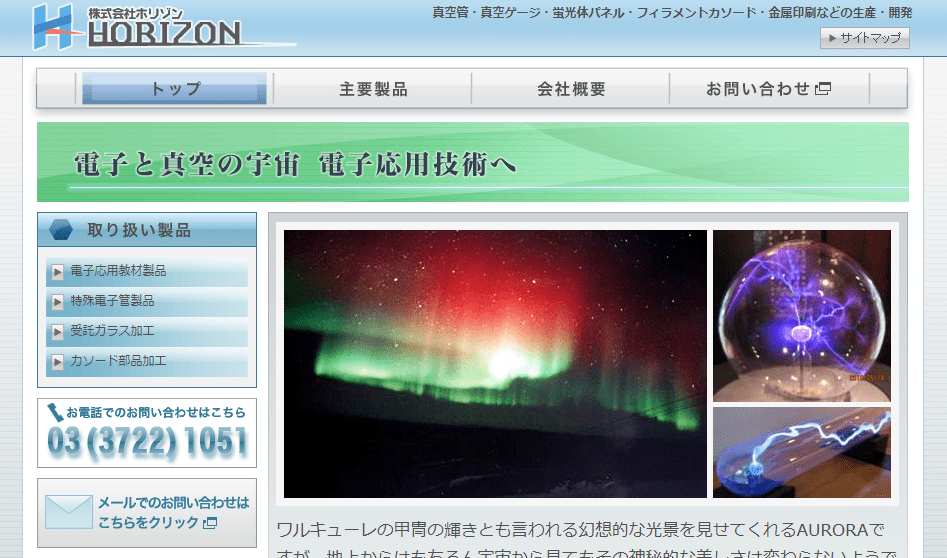 株式会社ホリゾン
HORIZON
真空管・真空ゲージ・蛍光体パネル・フィラメントカソード・金属印刷などの生産・開発
サイトマップ
トップ
主要製品
会社概要
お問い合わせ
電子と真空の宇宙 電子応用技術へ
取り扱い製品
電子応用教材製品
特殊電子管製品
受託ガラス加工
カソード部品加工
お電話でのお問い合わせはこちら
03(3722)1051
メールでのお問い合わせは
こちらをクリック
ワルキューレの甲冑の輝きとも言われる幻想的な光景を見せてくれるAURORAで
すが、地上からはもちろん宇宙から見てもその神秘的な美しさは変わらないようで